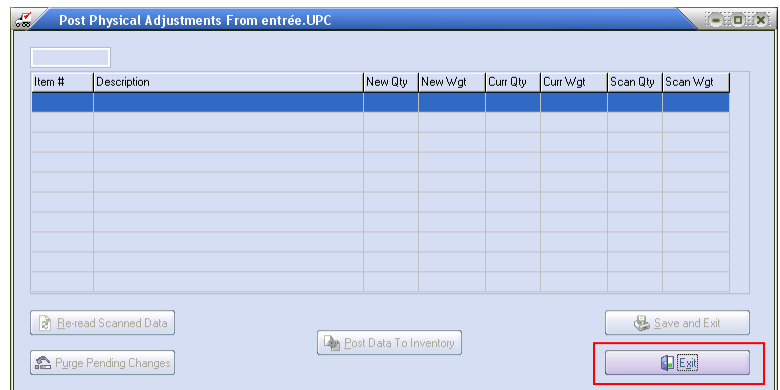 Post Physical Adjustments From entrée.UPC
Item # Description New Qty New Wgt Curr Qty Curr Wgt Scan Qty Scan Wgt
Re-read Scanned Data
Save and Exit
Post Data To Inventory
Purge Pending Changes
Exit